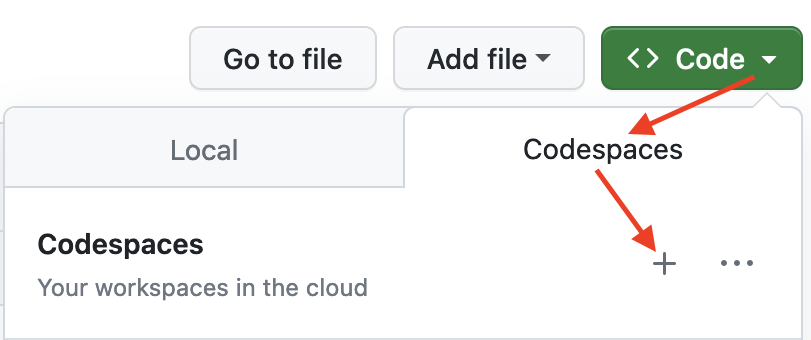 Go to file
Add file
<> Code
Local
Codespaces
Codespaces
Your workspaces in the cloud